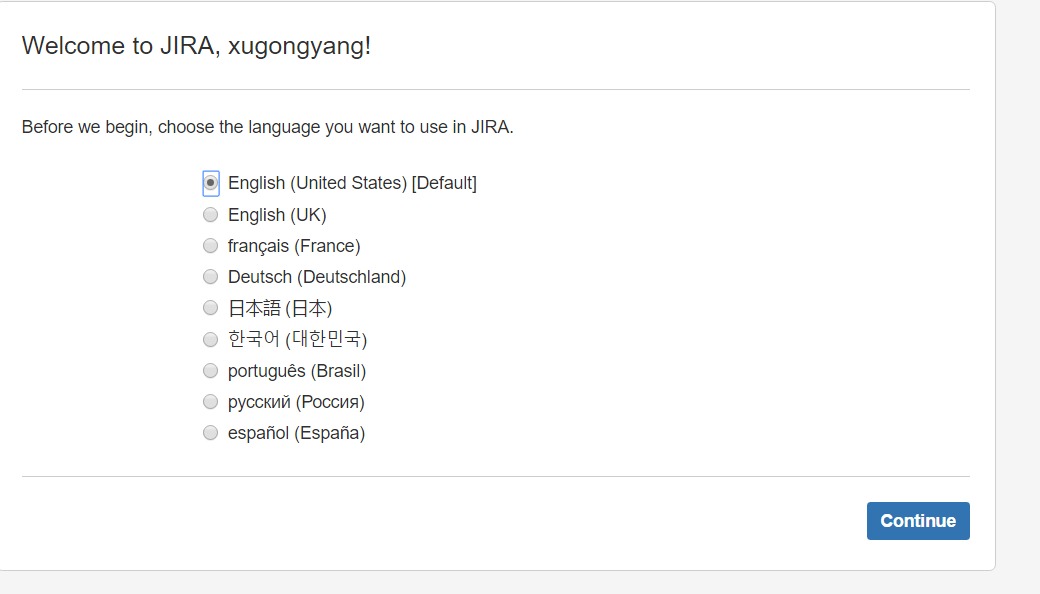 Welcome to JIRA, xugongyang!
Before we begin, choose the language you want to use in JIRA.
English (United States) [Default]
English (UK)
français (France)
Deutsch (Deutschland)
日本語 (日本)
한국어 (대한민국)
português (Brasil)
русский (Россия)
español (España)
Continue